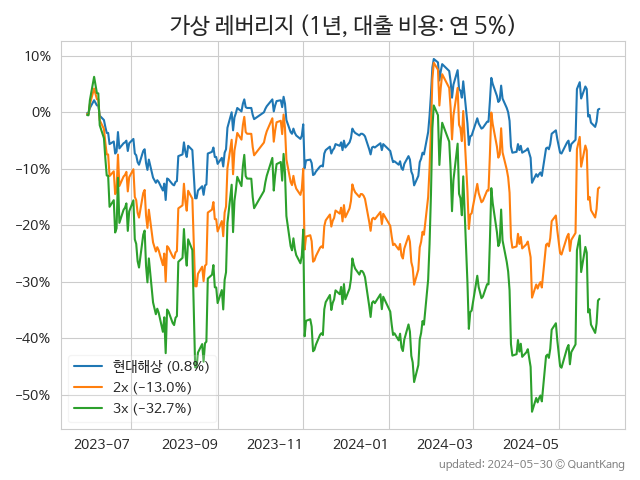 가상 레버리지 (1년, 대출 비용: 연 5%)
10%
0%
−10%
−20%
−30%
−40%
−50%
현대해상 (0.8%)
2x (−13.0%)
3x (−32.7%)
2023-07
2023-09
2023-11
2024-01
2024-03
2024-05
updated: 2024-05-30 © QuantKang